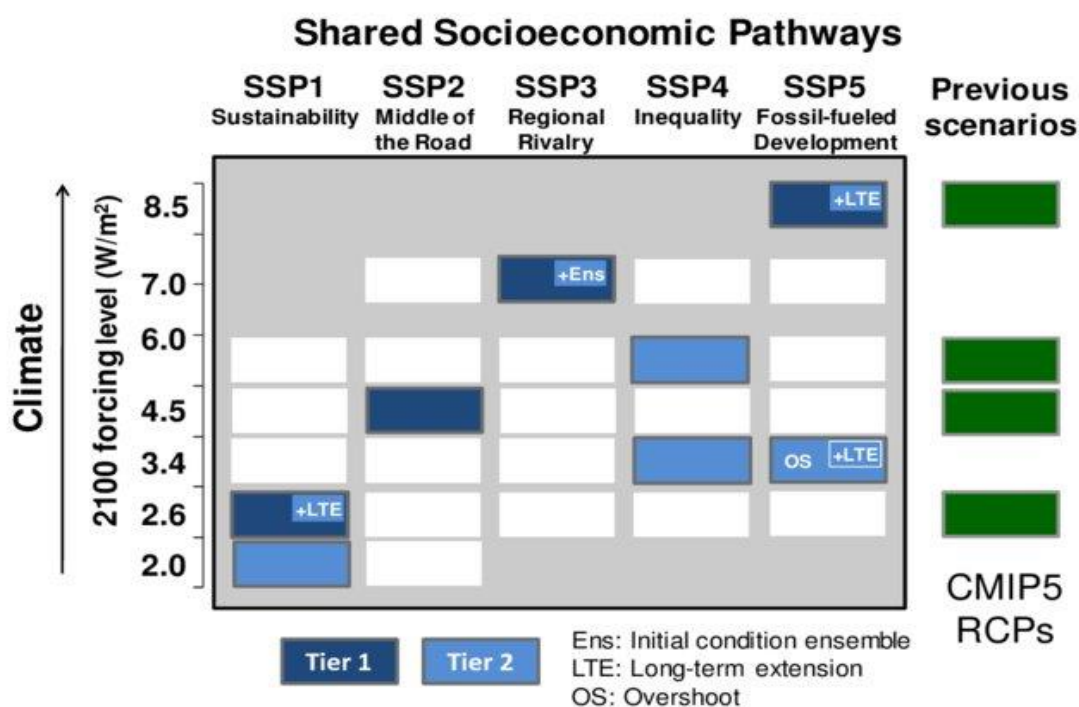 Shared Socioeconomic Pathways
SSP1
Sustainability
SSP2
Middle of
the Road
SSP3
Regional
Rivalry
SSP4
Inequality
SSP5
Fossil-fueled
Development
Previous
scenarios
Climate
2100 forcing level (W/m²)
8.5
+LTE
7.0
+Ens
6.0
4.5
3.4
OS
+LTE
2.6
+LTE
2.0
CMIP5
RCPs
Tier 1
Tier 2
Ens: Initial condition ensemble
LTE: Long-term extension
OS: Overshoot